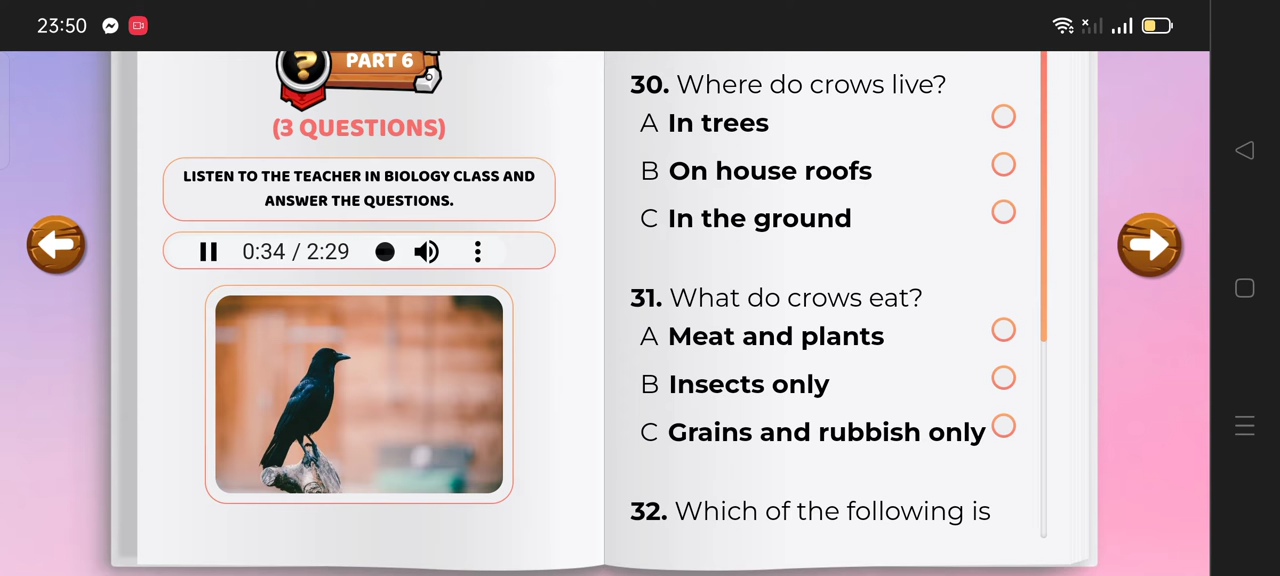 23:50
PART 6
(3 QUESTIONS)
LISTEN TO THE TEACHER IN BIOLOGY CLASS AND
ANSWER THE QUESTIONS.
0:34 / 2:29
30. Where do crows live?
A In trees
B On house roofs
C In the ground
31. What do crows eat?
A Meat and plants
B Insects only
C Grains and rubbish only
32. Which of the following is